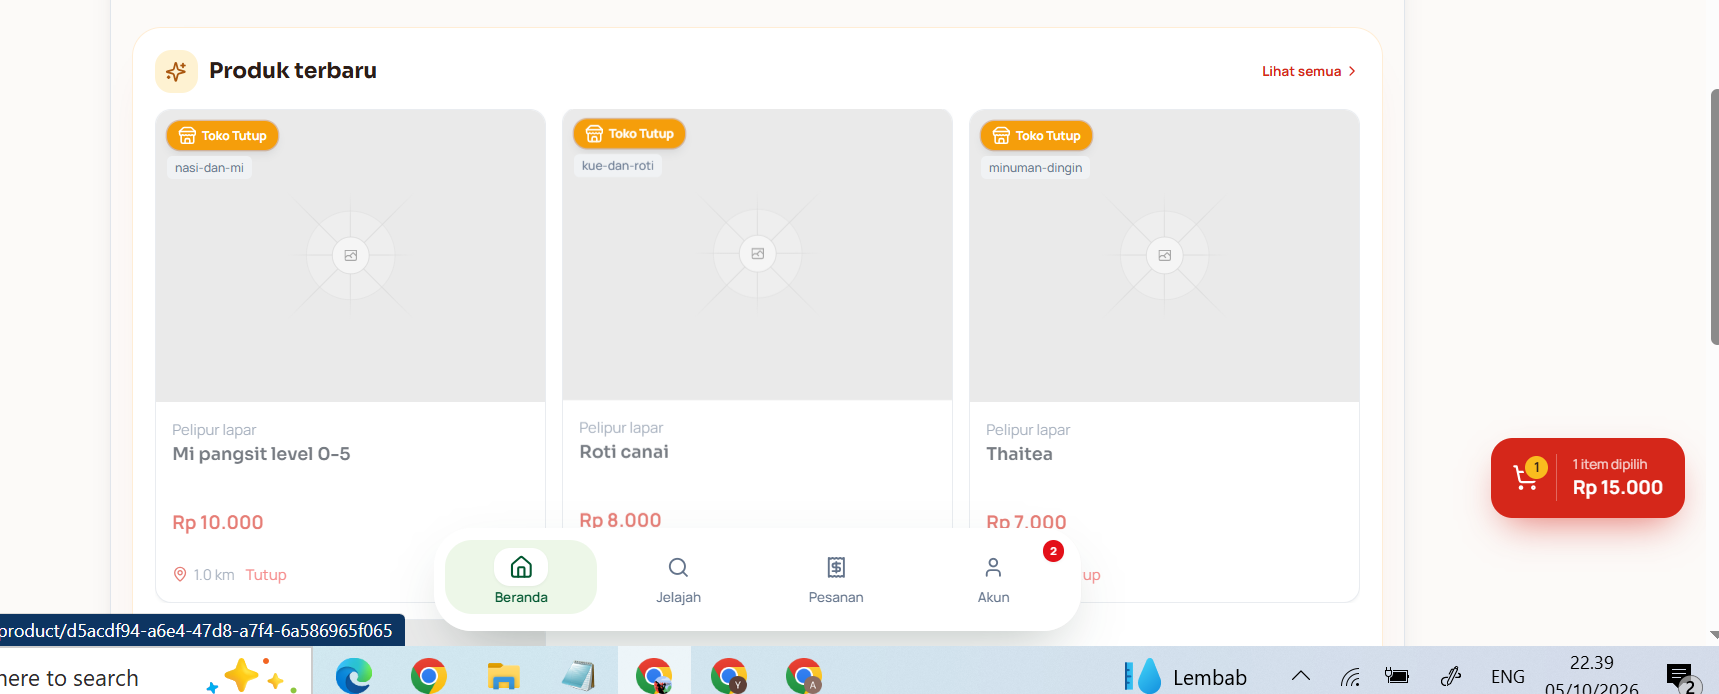 Produk terbaru
Lihat semua
Toko Tutup
nasi-dan-mi
Toko Tutup
kue-dan-roti
Toko Tutup
minuman-dingin
Pelipur lapar
Mi pangsit level 0-5
Rp 10.000
1.0 km Tutup
Pelipur lapar
Roti canai
Rp 8.000
Pelipur lapar
Thaitea
Rp 7.000
up
1
1 item dipilih
Rp 15.000
Beranda
Jelajah
Pesanan
2
Akun
product/d5acdf94-a6e4-47d8-a7f4-6a586965f065
here to search
Y
A
Lembab
ENG
22.39
05/10/2026
2